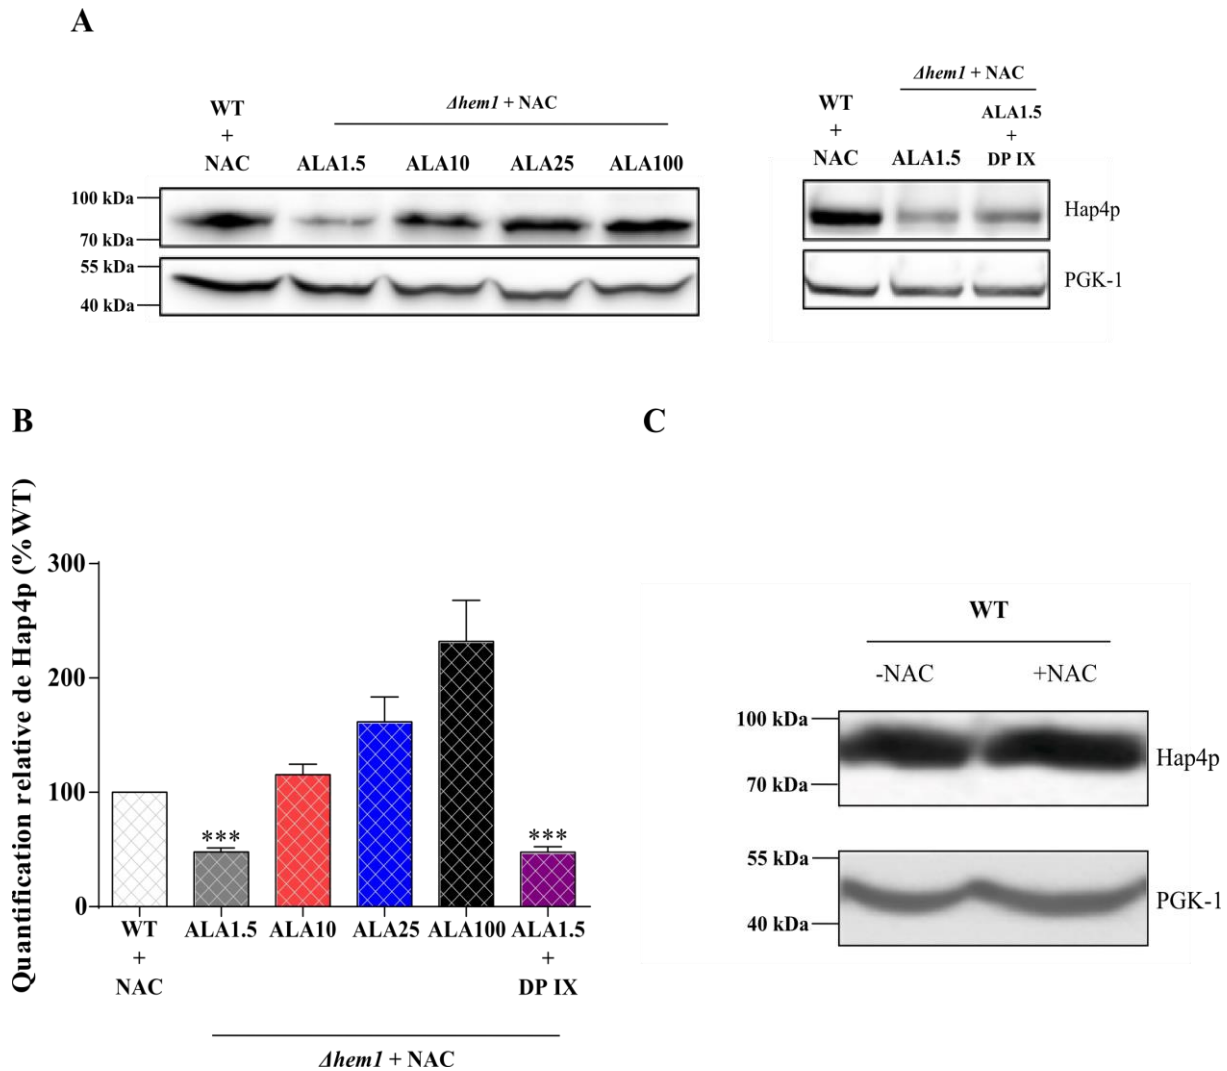 A
WT
+
NAC
Δhem1 + NAC
ALA1.5 ALA10 ALA25 ALA100
100 kDa
70 kDa
55 kDa
40 kDa
WT
+
NAC
Δhem1 + NAC
ALA1.5
ALA1.5
+
DP IX
Hap4p
PGK-1
B
Quantification relative de Hap4p (%WT)
300
200
100
0
***
***
WT
+
NAC
ALA1.5
ALA10
ALA25
ALA100
ALA1.5
+
DP IX
Δhem1 + NAC
C
WT
-NAC +NAC
100 kDa
70 kDa
Hap4p
55 kDa
40 kDa
PGK-1